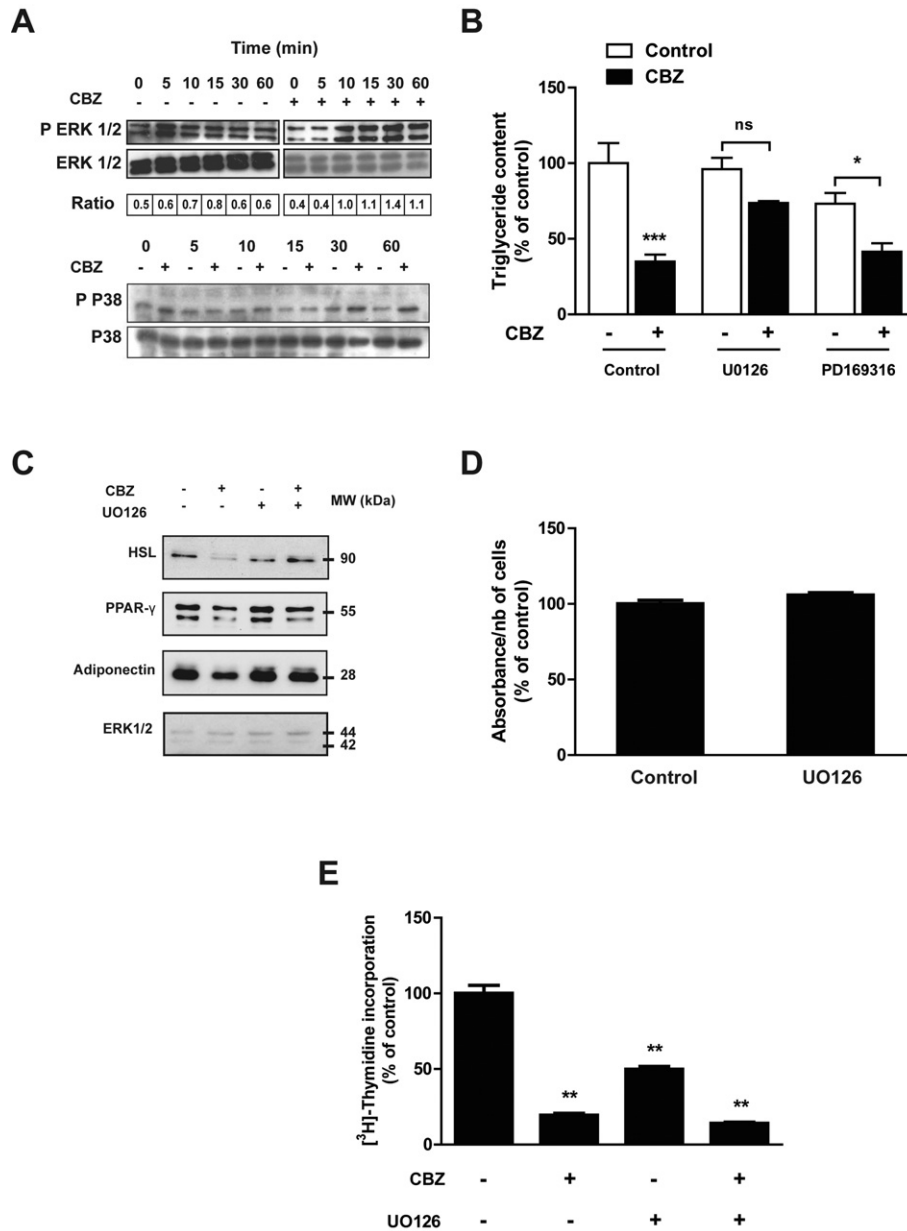 A
Time (min)
0 5 10 15 30 60 0 5 10 15 30 60
CBZ - - - - - - + + + + + +
P ERK 1/2
ERK 1/2
Ratio 0.5 0.6 0.7 0.8 0.6 0.6 0.4 0.4 1.0 1.1 1.4 1.1
0 5 10 15 30 60
CBZ - + - + - + - + - + - +
P P38
P38
B
Control
CBZ
Triglyceride content
(% of control)
150
100
50
0
***
ns
*
CBZ - + - + - +
Control U0126 PD169316
C
CBZ - + - +
UO126 - - + +
MW (kDa)
HSL 90
PPAR-γ 55
Adiponectin 28
ERK1/2 44
42
D
Absorbance/nb of cells
(% of control)
150
100
50
0
Control UO126
E
[³H]-Thymidine incorporation
(% of control)
150
100
50
0
** ** **
CBZ - + - +
UO126 - - + +